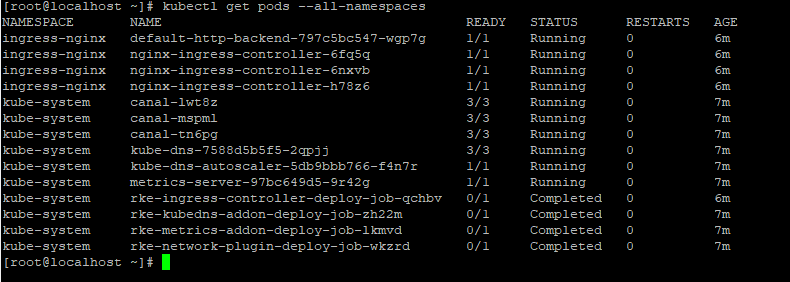 [root@localhost ~]# kubectl get pods --all-namespaces
NAMESPACE       NAME                                      READY   STATUS      RESTARTS   AGE
ingress-nginx   default-http-backend-797c5bc547-wgp7g     1/1     Running     0          6m
ingress-nginx   nginx-ingress-controller-6fq5q            1/1     Running     0          6m
ingress-nginx   nginx-ingress-controller-6nxvb            1/1     Running     0          6m
ingress-nginx   nginx-ingress-controller-h78z6            1/1     Running     0          6m
kube-system     canal-lwt8z                               3/3     Running     0          7m
kube-system     canal-mspml                               3/3     Running     0          7m
kube-system     canal-tn6pg                               3/3     Running     0          7m
kube-system     kube-dns-7588d5b5f5-2qpjj                 3/3     Running     0          7m
kube-system     kube-dns-autoscaler-5db9bbb766-f4n7r      1/1     Running     0          7m
kube-system     metrics-server-97bc649d5-9r42g            1/1     Running     0          7m
kube-system     rke-ingress-controller-deploy-job-qchbv   0/1     Completed   0          6m
kube-system     rke-kubedns-addon-deploy-job-zh22m        0/1     Completed   0          7m
kube-system     rke-metrics-addon-deploy-job-lkmvd        0/1     Completed   0          7m
kube-system     rke-network-plugin-deploy-job-wkzrd       0/1     Completed   0          7m
[root@localhost ~]#